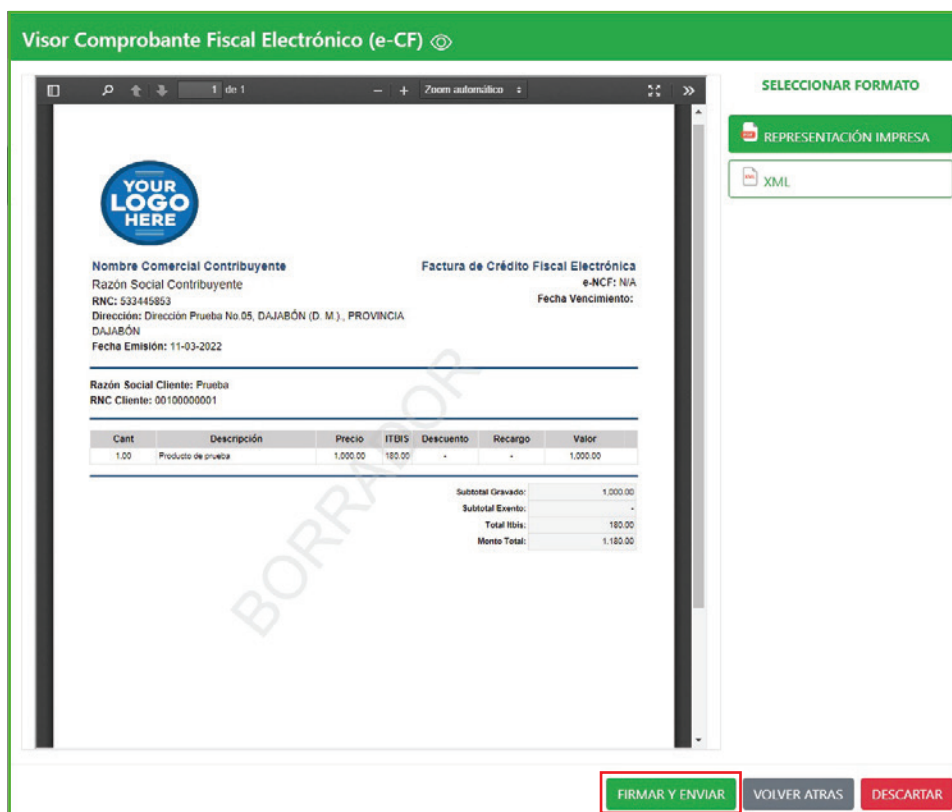 Visor Comprobante Fiscal Electrónico (e-CF)
1 de 1
Zoom automático
SELECCIONAR FORMATO
REPRESENTACIÓN IMPRESA
XML
YOUR
LOGO
HERE
Nombre Comercial Contribuyente
Factura de Crédito Fiscal Electrónica
Razón Social Contribuyente
e-NCF: N/A
RNC: 533445853
Fecha Vencimiento:
Dirección: Dirección Prueba No.05, DAJABÓN (D. M.)., PROVINCIA
DAJABÓN
Fecha Emisión: 11-03-2022
Razón Social Cliente: Prueba
RNC Cliente: 00100000001
Cant Descripción Precio ITBIS Descuento Recargo Valor
1.00 Producto de prueba 1,000.00 180.00 - - 1,000.00
Subtotal Gravado: 1,000.00
Subtotal Exento: -
Total Itbis: 180.00
Monto Total: 1,180.00
BORRADOR
FIRMAR Y ENVIAR
VOLVER ATRAS
DESCARTAR